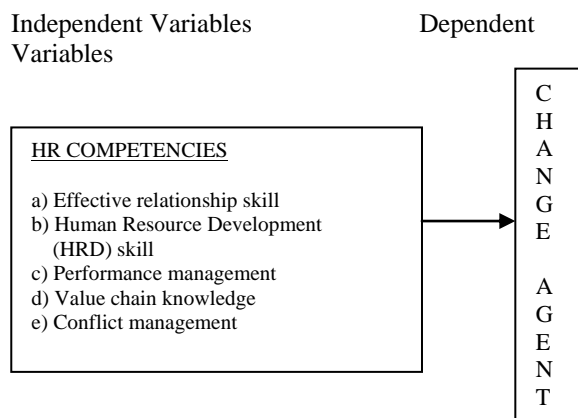 Independent Variables Dependent
Variables
HR COMPETENCIES
a) Effective relationship skill
b) Human Resource Development
(HRD) skill
c) Performance management
d) Value chain knowledge
e) Conflict management
C
H
A
N
G
E
A
G
E
N
T